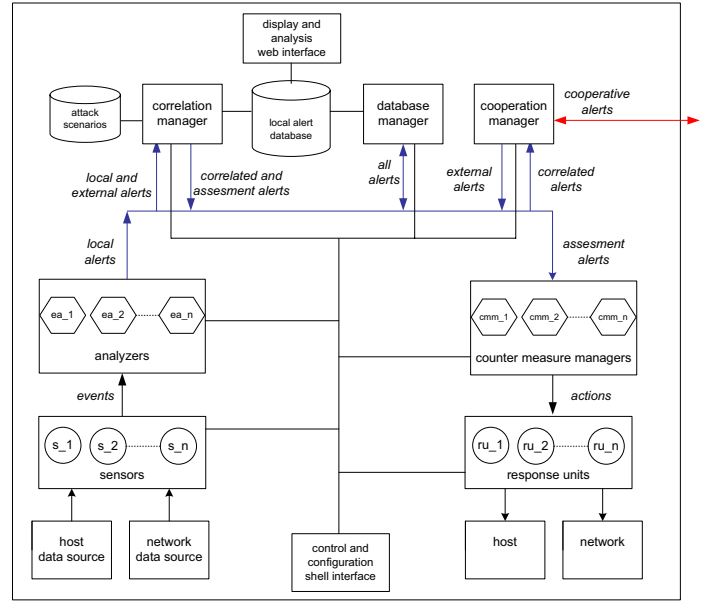 display and
analysis
web interface
attack
scenarios
correlation
manager
local alert
database
database
manager
cooperation
manager
cooperative
alerts
local and
external alerts
correlated and
assesment alerts
all
alerts
external
alerts
correlated
alerts
local
alerts
assesment
alerts
ea_1
ea_2
ea_n
analyzers
cmm_1
cmm_2
cmm_n
counter measure managers
events
actions
s_1
s_2
s_n
sensors
ru_1
ru_2
ru_n
response units
host
data source
network
data source
control and
configuration
shell interface
host
network